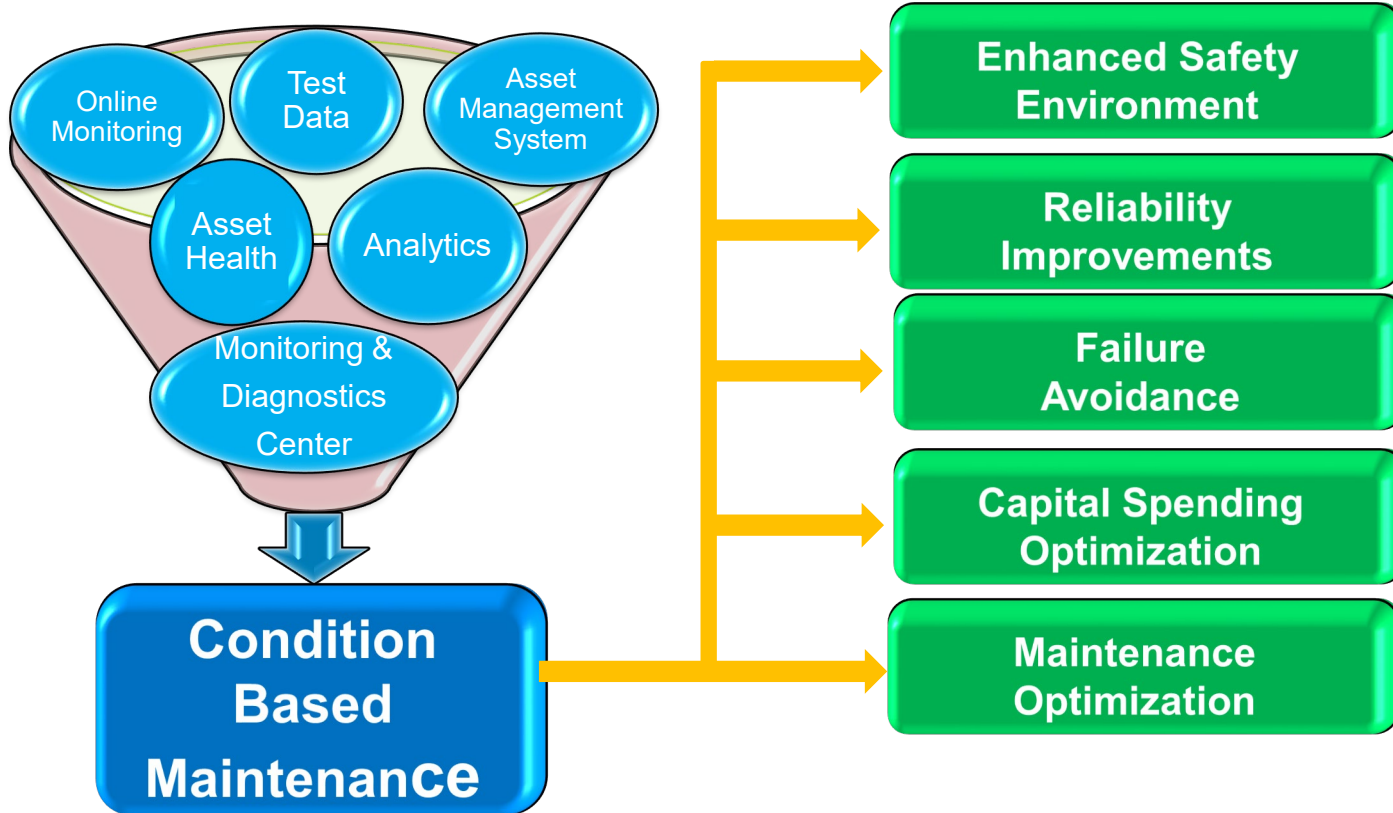 Online
Monitoring
Test
Data
Asset
Management
System
Asset
Health
Analytics
Monitoring &
Diagnostics
Center
Condition
Based
Maintenance
Enhanced Safety
Environment
Reliability
Improvements
Failure
Avoidance
Capital Spending
Optimization
Maintenance
Optimization